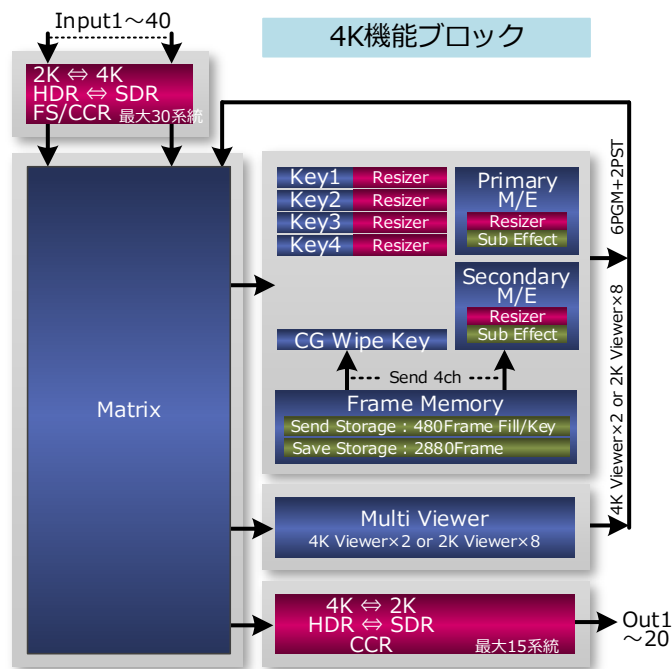 Input1～40
4K機能ブロック
2K ⇔ 4K
HDR ⇔ SDR
FS/CCR 最大30系統
Matrix
Key1 Resizer
Key2 Resizer
Key3 Resizer
Key4 Resizer
Primary
M/E
Resizer
Sub Effect
Secondary
M/E
Resizer
Sub Effect
CG Wipe Key
Send 4ch
Frame Memory
Send Storage : 480Frame Fill/Key
Save Storage : 2880Frame
6PGM+2PST
4K Viewer×2 or 2K Viewer×8
Multi Viewer
4K Viewer×2 or 2K Viewer×8
4K ⇔ 2K
HDR ⇔ SDR
CCR 最大15系統
Out1
～20